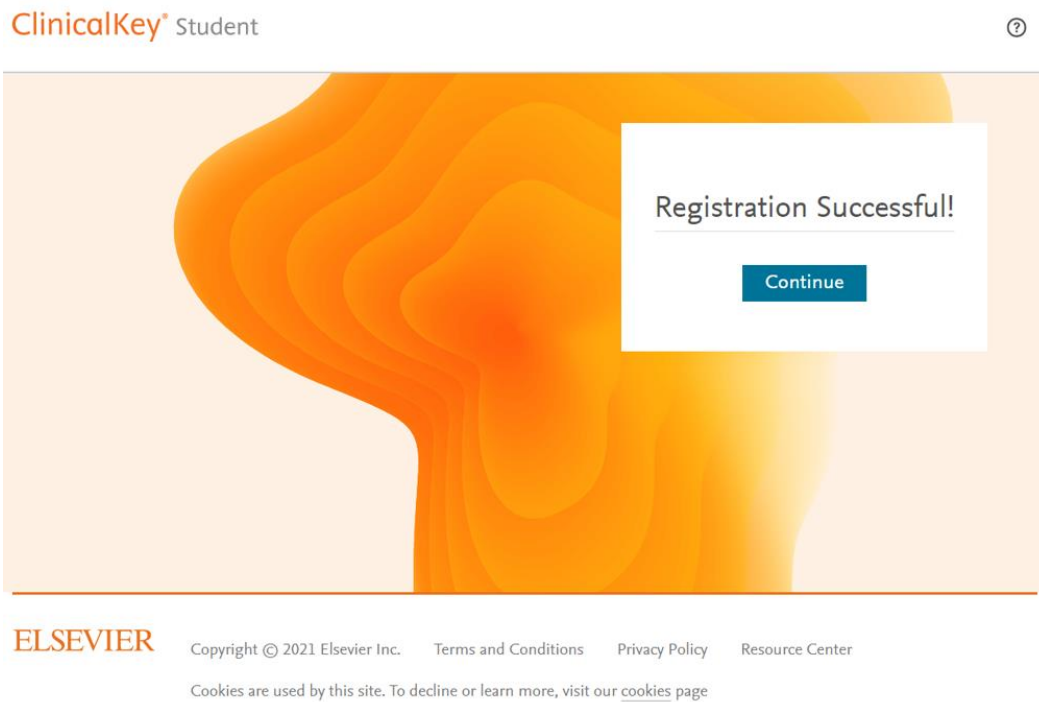 ClinicalKey® Student
Registration Successful!
Continue
ELSEVIER
Copyright © 2021 Elsevier Inc. Terms and Conditions Privacy Policy Resource Center
Cookies are used by this site. To decline or learn more, visit our cookies page